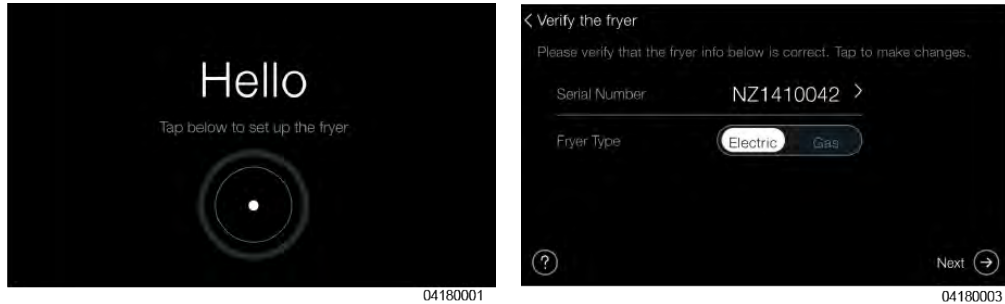 Hello
Tap below to set up the fryer
04180001
Verify the fryer
Please verify that the fryer info below is correct. Tap to make changes.
Serial Number NZ1410042
Fryer Type Electric Gas
? Next
04180003